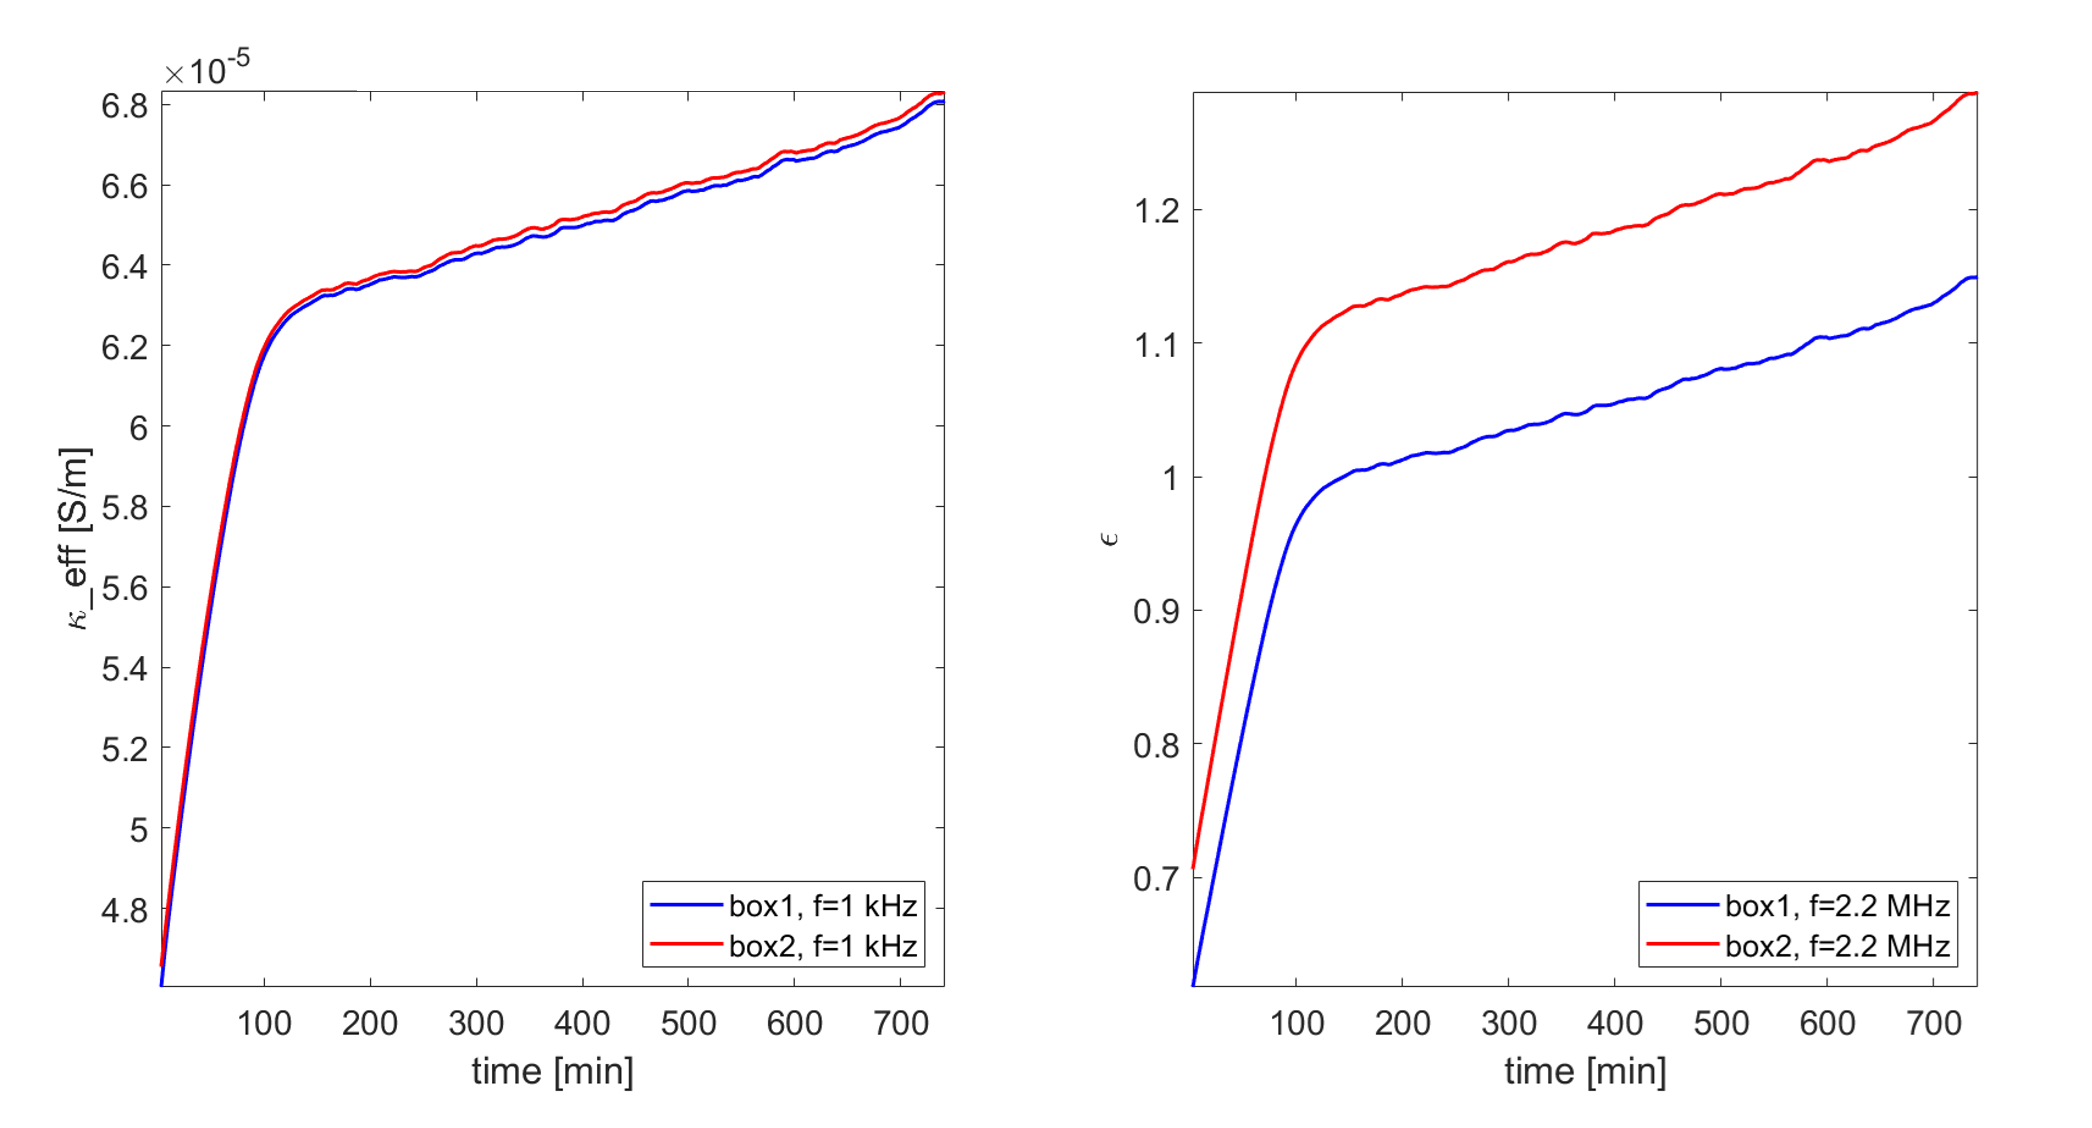 ×10⁻⁵
6.8
6.6
6.4
6.2
6
5.8
5.6
5.4
5.2
5
4.8
κ_eff [S/m]
100 200 300 400 500 600 700
time [min]
box1, f=1 kHz
box2, f=1 kHz
1.2
1.1
1
0.9
0.8
0.7
ϵ
100 200 300 400 500 600 700
time [min]
box1, f=2.2 MHz
box2, f=2.2 MHz